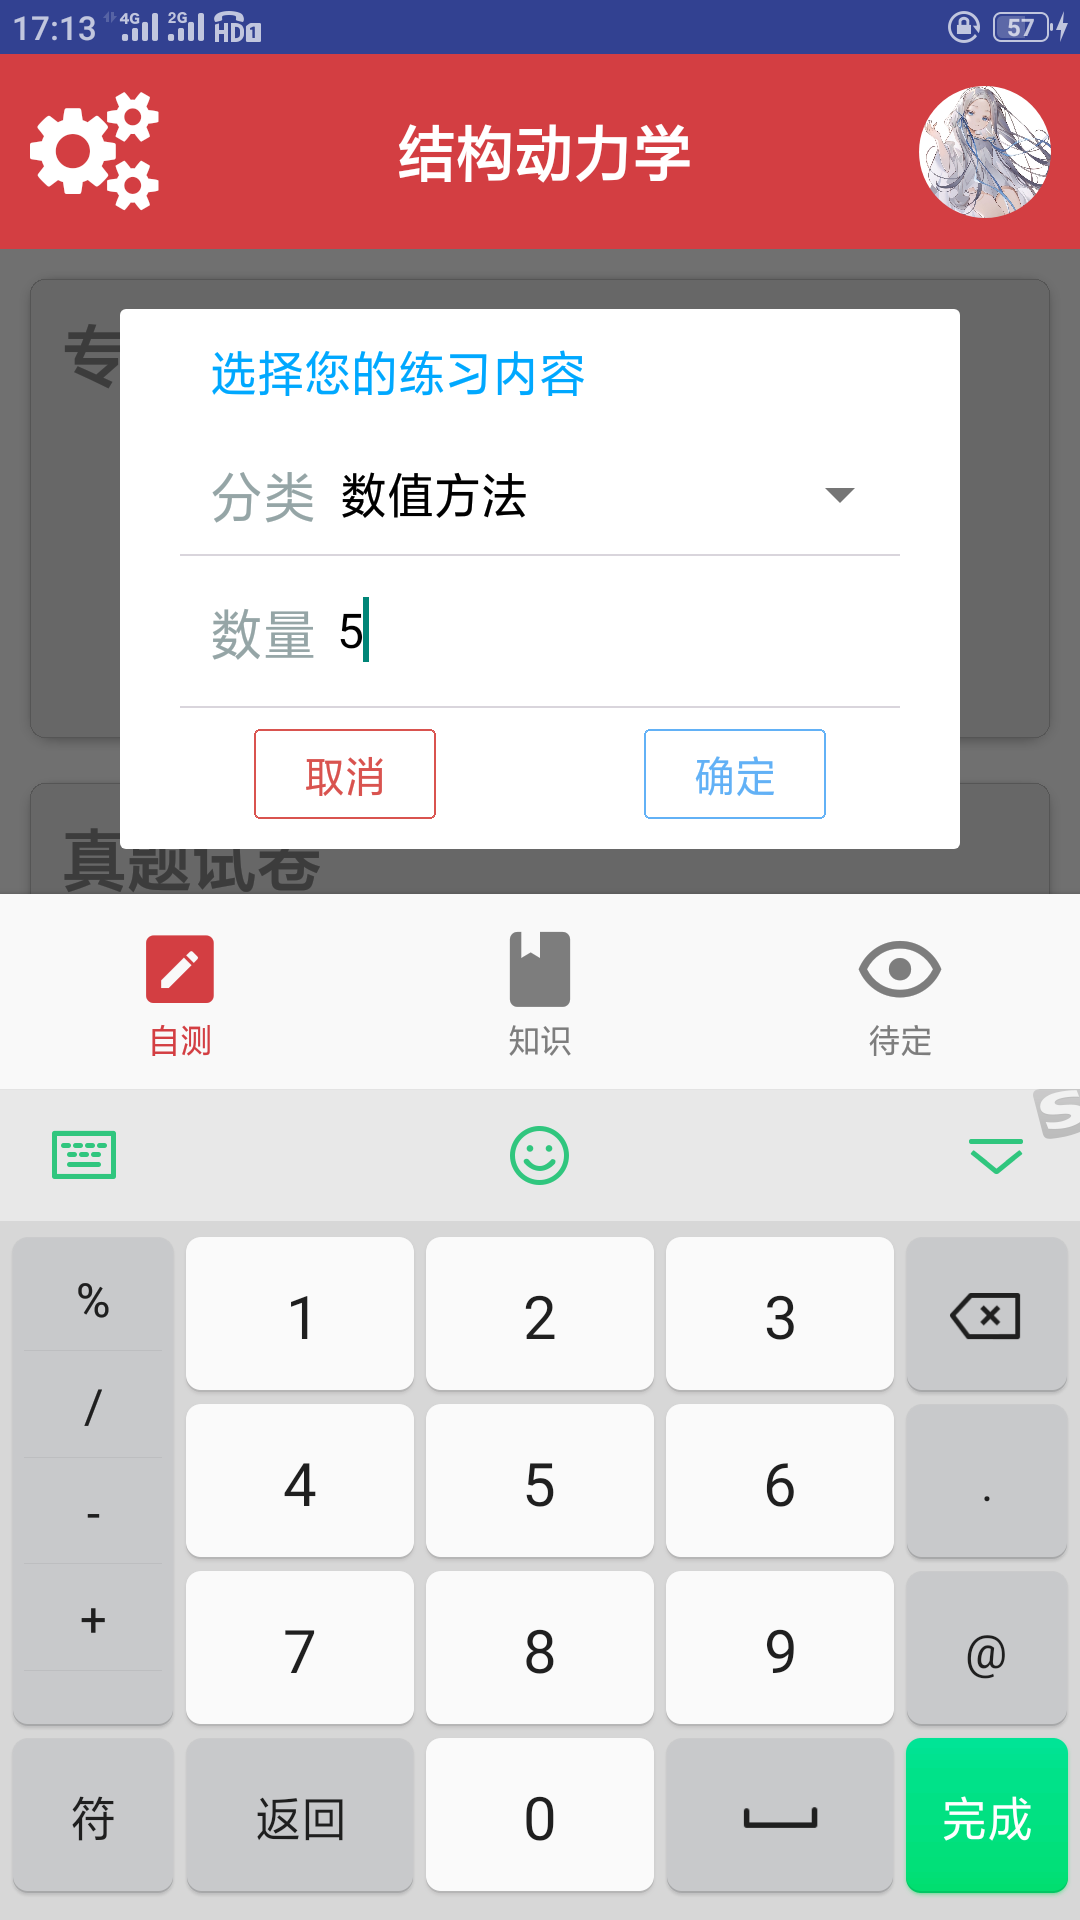 17:13 4G 2G HD1 57
结构动力学
专
选择您的练习内容
分类 数值方法
数量 5
取消 确定
真题试卷
自测 知识 待定
S
% 1 2 3
/ 4 5 6 .
- 7 8 9 @
+
符 返回 0 完成